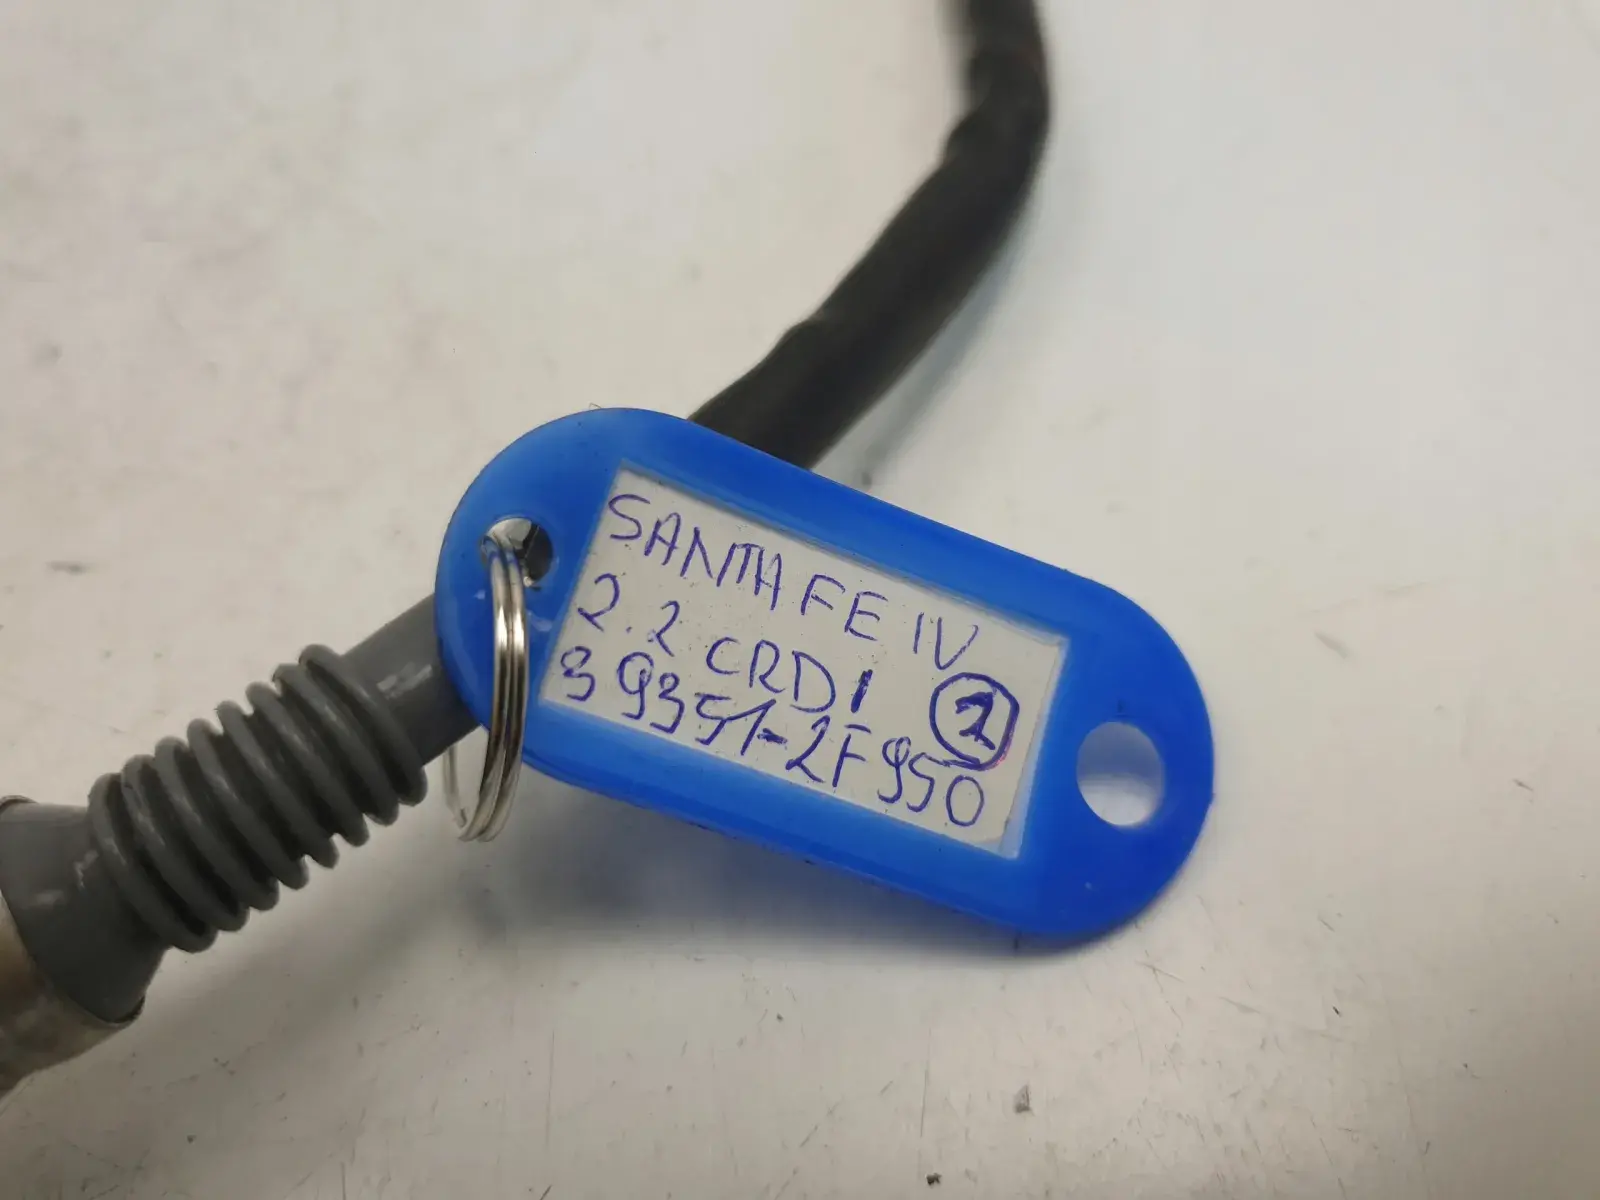 SANTA FE IV
2.2 CRDI
39351-2F950
1